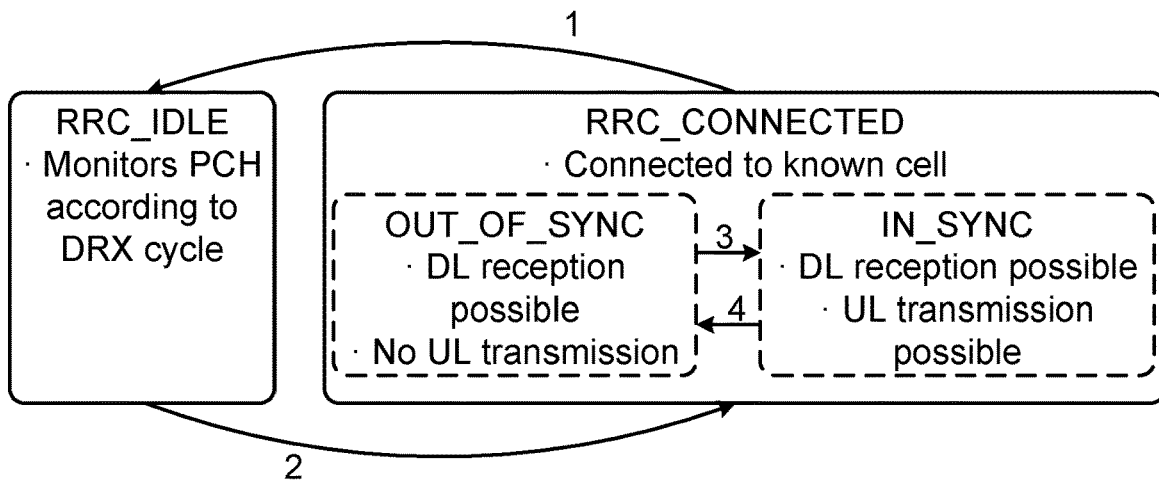 1
RRC_IDLE
· Monitors PCH
according to
DRX cycle
RRC_CONNECTED
· Connected to known cell
OUT_OF_SYNC
· DL reception
possible
· No UL transmission
3
4
IN_SYNC
· DL reception possible
· UL transmission
possible
2